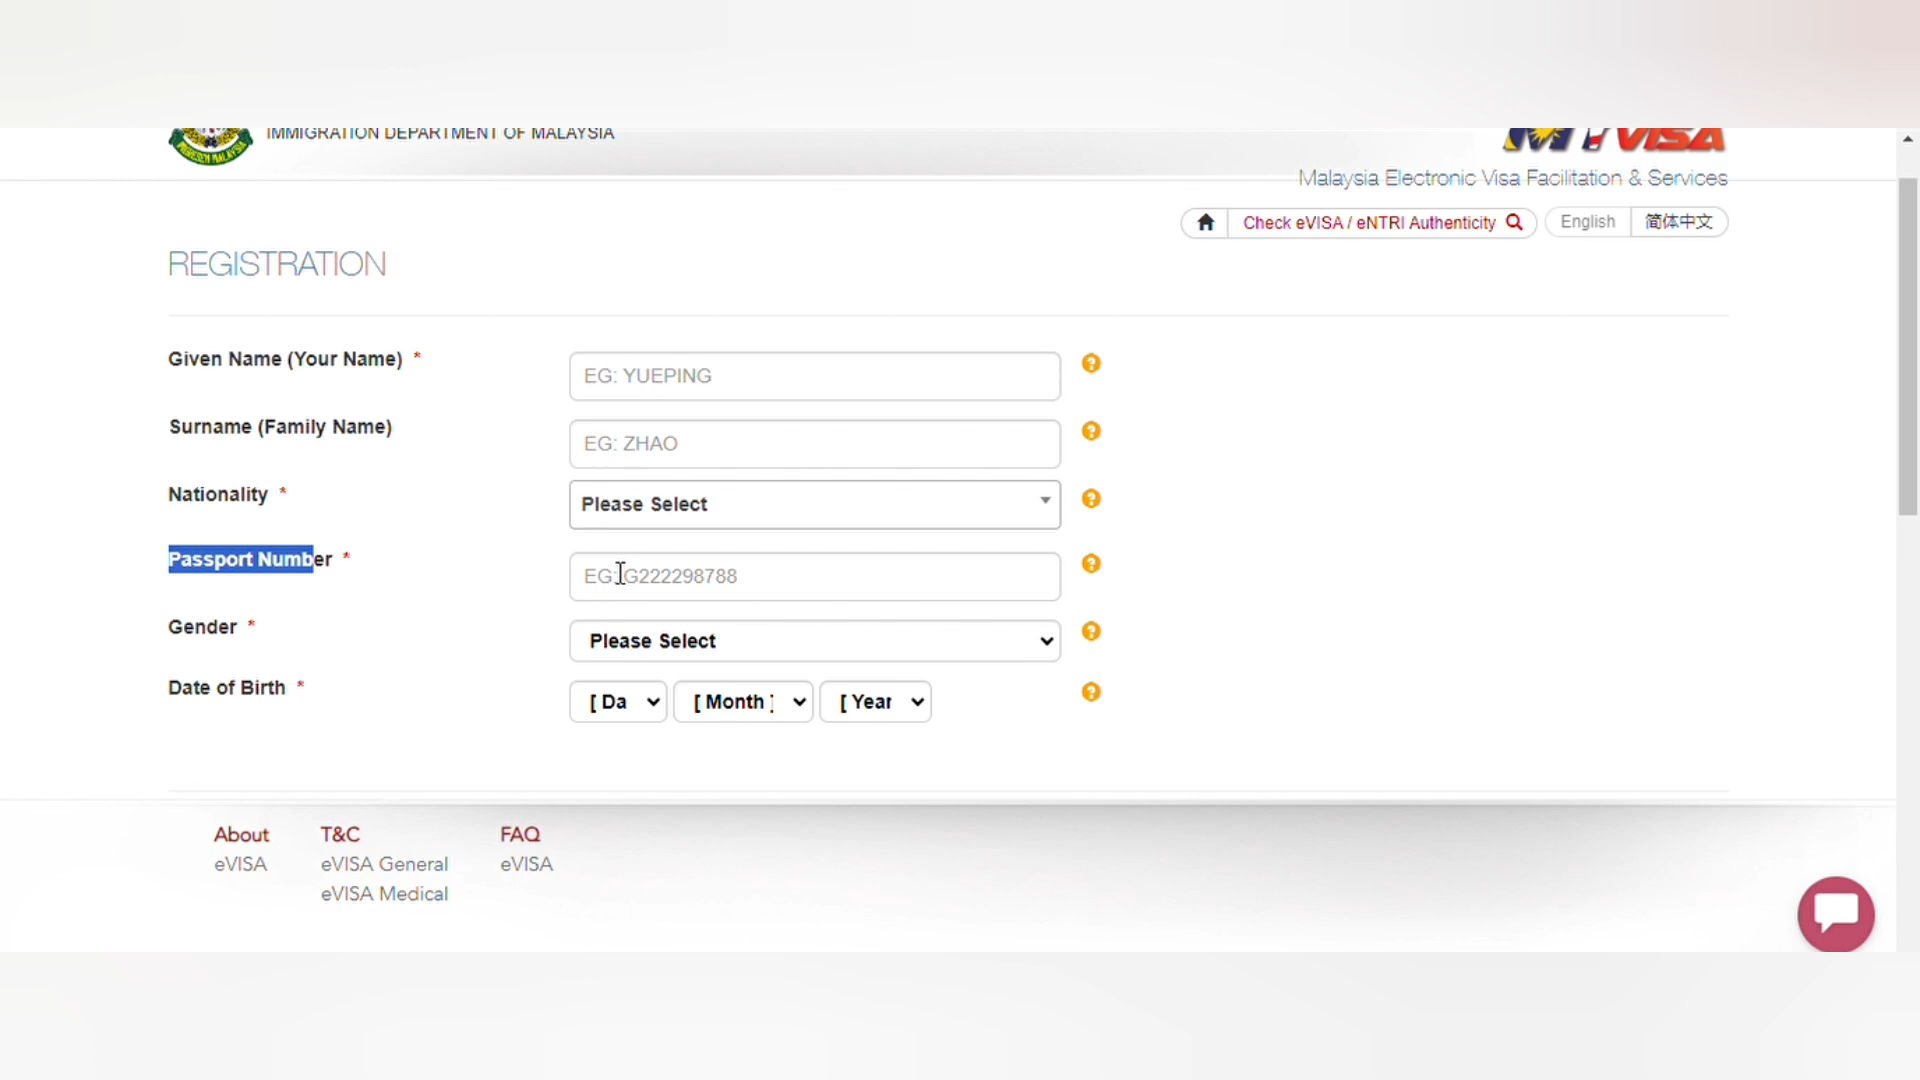 IMMIGRATION DEPARTMENT OF MALAYSIA
VISA
Malaysia Electronic Visa Facilitation & Services
Check eVISA / eNTRI Authenticity
English
简体中文
REGISTRATION
Given Name (Your Name) *
EG: YUEPING
Surname (Family Name)
EG: ZHAO
Nationality *
Please Select
Passport Number *
EG: G222298788
Gender *
Please Select
Date of Birth *
[ Da
[ Month ]
[ Year
About
T&C
FAQ
eVISA
eVISA General
eVISA
eVISA Medical